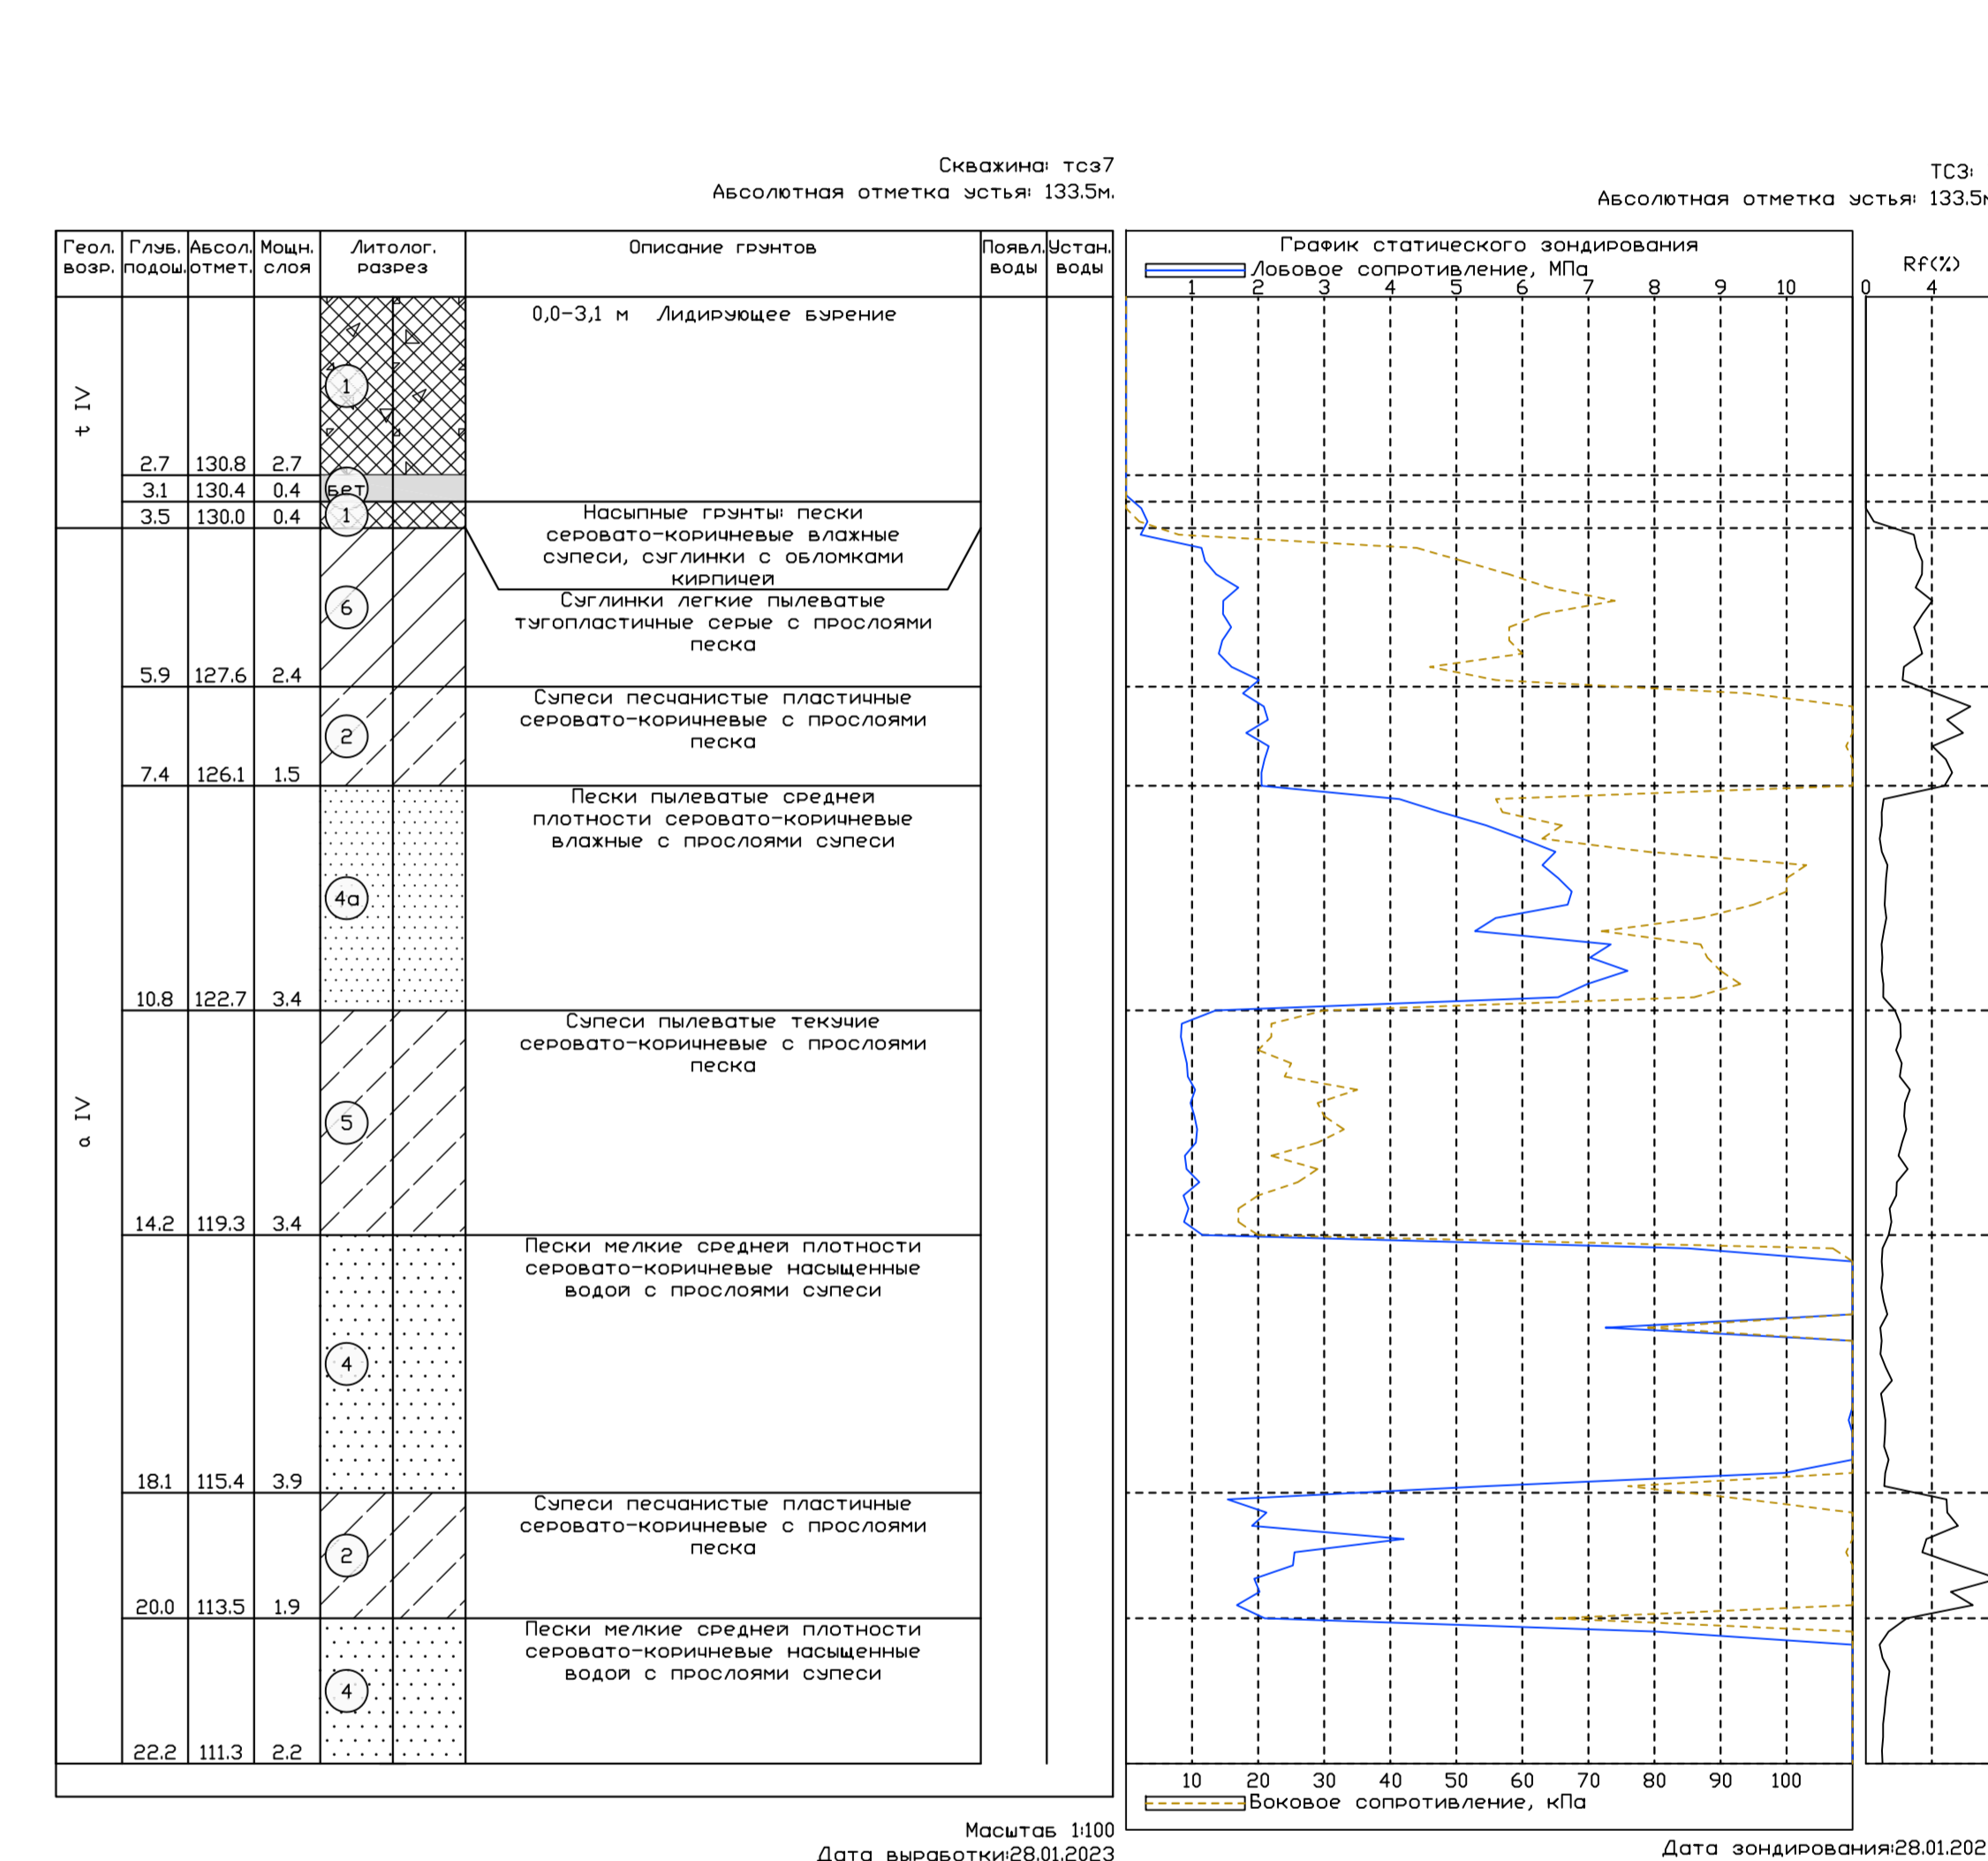 Скважина: тсз7
Абсолютная отметка устья: 133.5м.
ТСЗ:
Абсолютная отметка устья: 133.5м
Геол. возр.
Глуб. подош.
Абсол. отмет.
Мощн. слоя
Литолог. разрез
Описание грунтов
Появл. воды
Устан. воды
t IV
1
0,0-3,1 м Лидирующее бурение
2.7 130.8 2.7
бет
3.1 130.4 0.4
1
3.5 130.0 0.4
Насыпные грунты: пески
серовато-коричневые влажные
супеси, суглинки с обломками
кирпичей
a IV
6
Суглинки легкие пылеватые
тугопластичные серые с прослоями
песка
5.9 127.6 2.4
Супеси песчанистые пластичные
серовато-коричневые с прослоями
песка
2
7.4 126.1 1.5
Пески пылеватые средней
плотности серовато-коричневые
влажные с прослоями супеси
4а
10.8 122.7 3.4
Супеси пылеватые текучие
серовато-коричневые с прослоями
песка
5
14.2 119.3 3.4
Пески мелкие средней плотности
серовато-коричневые насыщенные
водой с прослоями супеси
4
18.1 115.4 3.9
Супеси песчанистые пластичные
серовато-коричневые с прослоями
песка
2
20.0 113.5 1.9
Пески мелкие средней плотности
серовато-коричневые насыщенные
водой с прослоями супеси
4
22.2 111.3 2.2
Масштаб 1:100
Дата выработки:28.01.2023
График статического зондирования
Лобовое сопротивление, МПа
1 2 3 4 5 6 7 8 9 10
Rf(%)
0 4
10 20 30 40 50 60 70 80 90 100
Боковое сопротивление, кПа
Дата зондирования:28.01.202